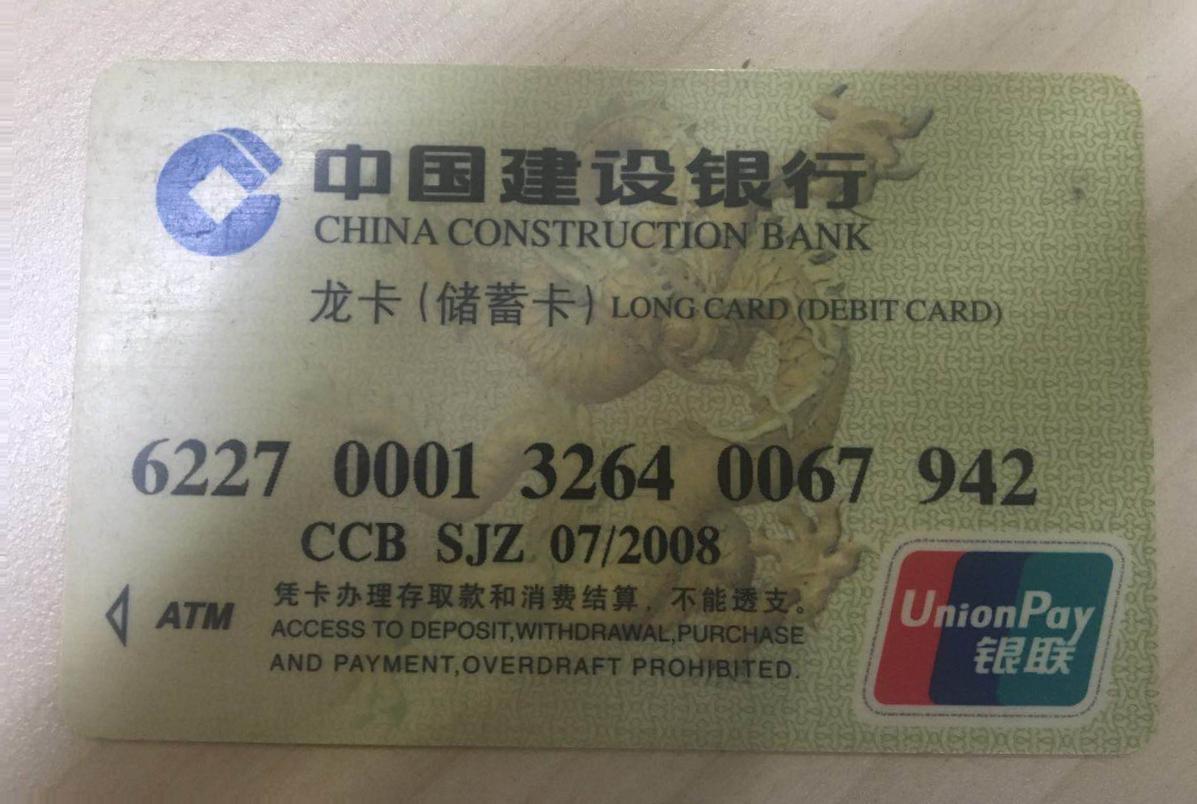 中国建设银行
CHINA CONSTRUCTION BANK
龙卡(储蓄卡) LONG CARD (DEBIT CARD)
6227 0001 3264 0067 942
CCB SJZ 07/2008
ATM
凭卡办理存取款和消费结算，不能透支。
ACCESS TO DEPOSIT,WITHDRAWAL,PURCHASE
AND PAYMENT,OVERDRAFT PROHIBITED.
UnionPay
银联